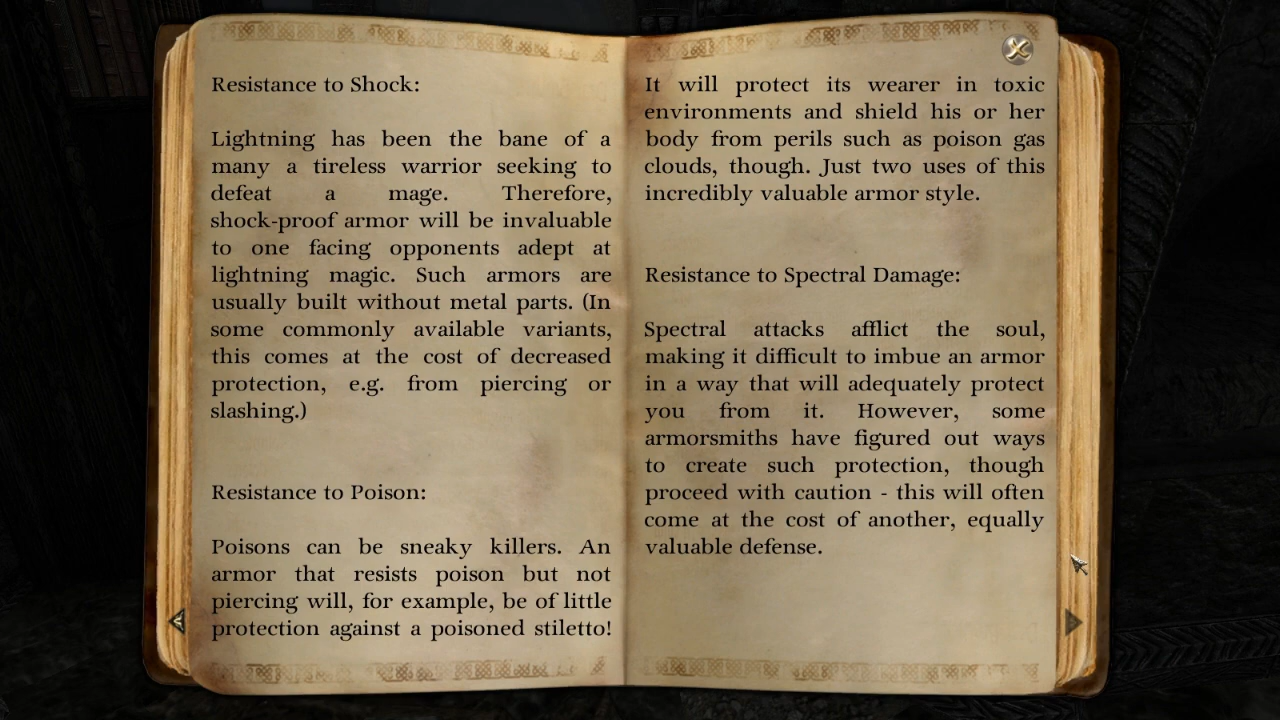 Resistance to Shock:
Lightning has been the bane of a
many a tireless warrior seeking to
defeat a mage. Therefore,
shock-proof armor will be invaluable
to one facing opponents adept at
lightning magic. Such armors are
usually built without metal parts. (In
some commonly available variants,
this comes at the cost of decreased
protection, e.g. from piercing or
slashing.)
Resistance to Poison:
Poisons can be sneaky killers. An
armor that resists poison but not
piercing will, for example, be of little
protection against a poisoned stiletto!
It will protect its wearer in toxic
environments and shield his or her
body from perils such as poison gas
clouds, though. Just two uses of this
incredibly valuable armor style.
Resistance to Spectral Damage:
Spectral attacks afflict the soul,
making it difficult to imbue an armor
in a way that will adequately protect
you from it. However, some
armorsmiths have figured out ways
to create such protection, though
proceed with caution - this will often
come at the cost of another, equally
valuable defense.